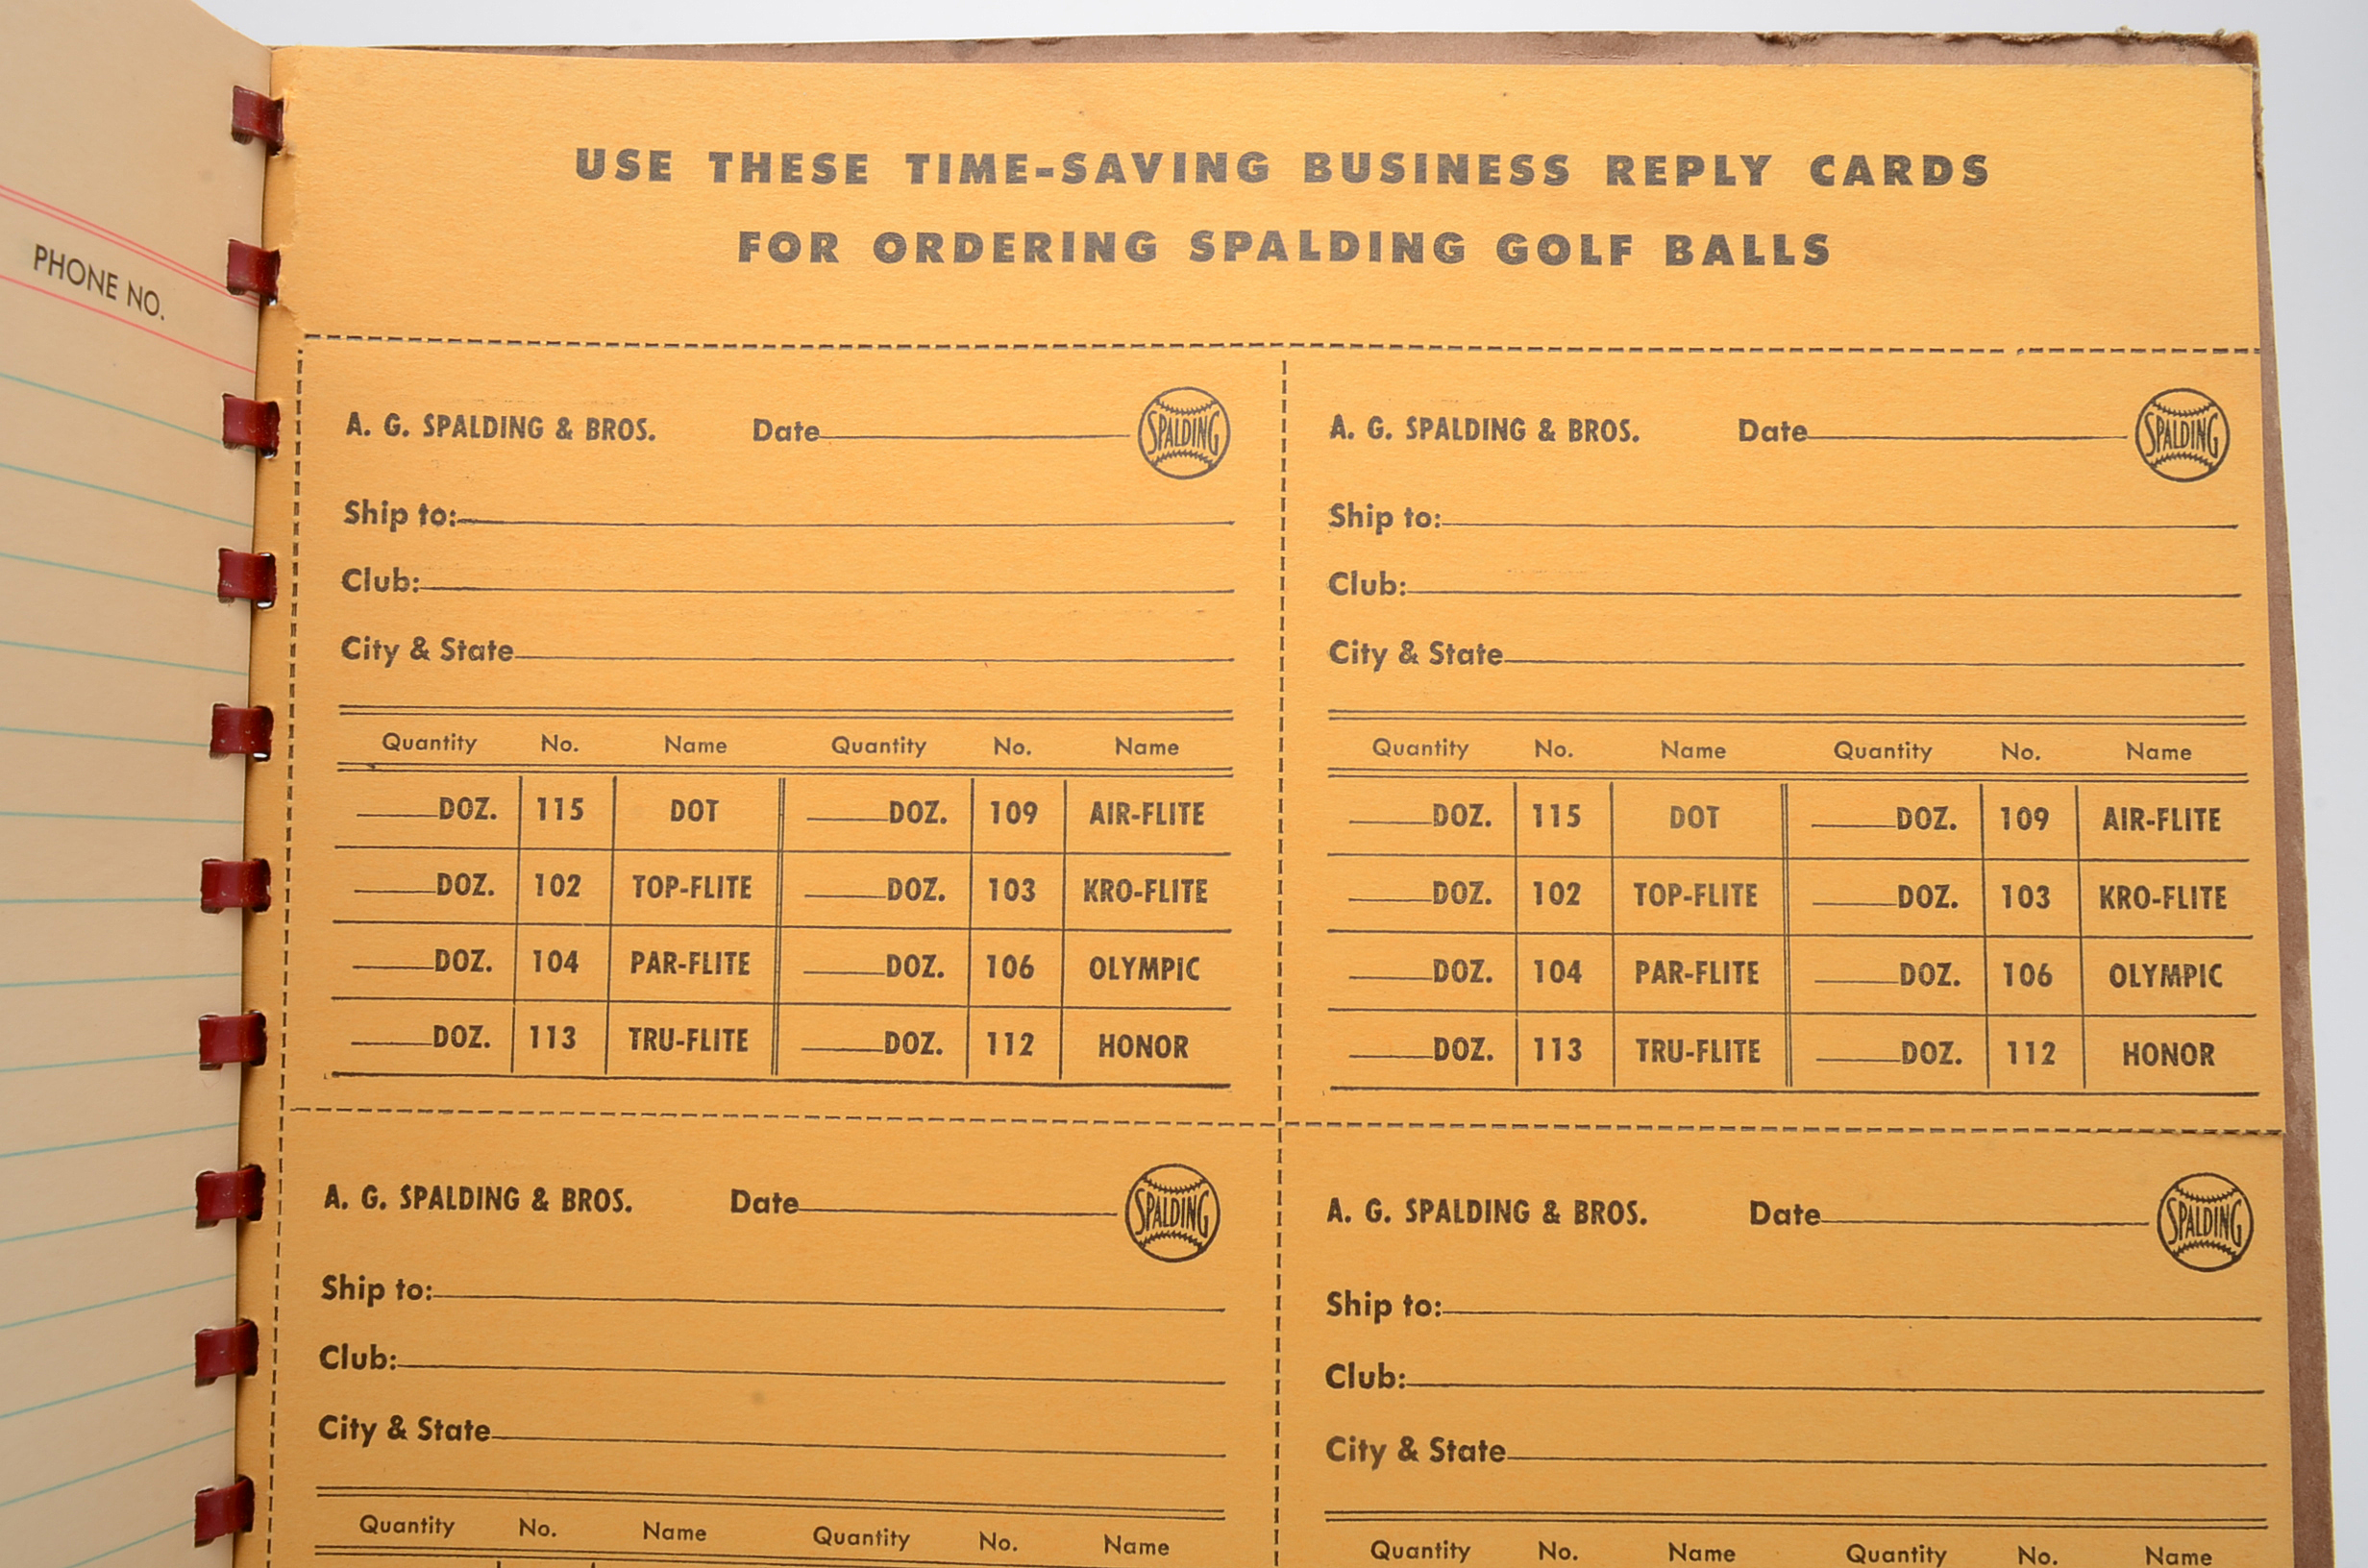 PHONE NO.
USE THESE TIME-SAVING BUSINESS REPLY CARDS
FOR ORDERING SPALDING GOLF BALLS
A. G. SPALDING & BROS. Date SPALDING
Ship to:
Club:
City & State
Quantity No. Name Quantity No. Name
DOZ. 115 DOT DOZ. 109 AIR-FLITE
DOZ. 102 TOP-FLITE DOZ. 103 KRO-FLITE
DOZ. 104 PAR-FLITE DOZ. 106 OLYMPIC
DOZ. 113 TRU-FLITE DOZ. 112 HONOR
A. G. SPALDING & BROS. Date SPALDING
Ship to:
Club:
City & State
Quantity No. Name Quantity No. Name
DOZ. 115 DOT DOZ. 109 AIR-FLITE
DOZ. 102 TOP-FLITE DOZ. 103 KRO-FLITE
DOZ. 104 PAR-FLITE DOZ. 106 OLYMPIC
DOZ. 113 TRU-FLITE DOZ. 112 HONOR
A. G. SPALDING & BROS. Date SPALDING
Ship to:
Club:
City & State
Quantity No. Name Quantity No. Name
A. G. SPALDING & BROS. Date SPALDING
Ship to:
Club:
City & State
Quantity No. Name Quantity No. Name